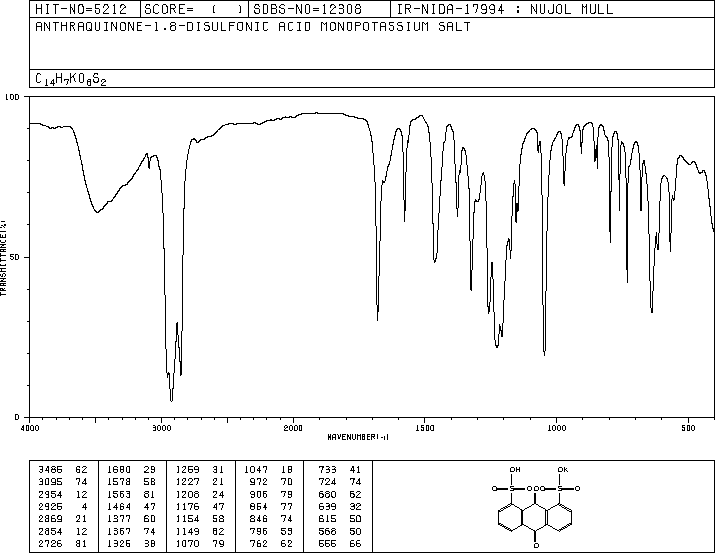 HIT-NO=5212 SCORE= ( ) SDBS-NO=12308 IR-NIDA-17994 : NUJOL MULL
ANTHRAQUINONE-1,8-DISULFONIC ACID MONOPOTASSIUM SALT
C14H7KO8S2
100
50
0
TRANSMITTANCE(%)
4000 3000 2000 1500 1000 500
WAVENUMBER(-1)
3485 62 1680 29 1259 31 1047 18 733 41
3095 74 1578 58 1227 21 972 70 724 74
2954 12 1563 81 1208 24 906 79 680 62
2925 4 1464 47 1176 47 854 77 639 32
2869 21 1377 60 1154 58 846 74 615 50
2854 12 1367 74 1149 62 796 53 568 50
2726 81 1325 38 1070 79 762 62 555 66
OH OK
O S O O O S O
O